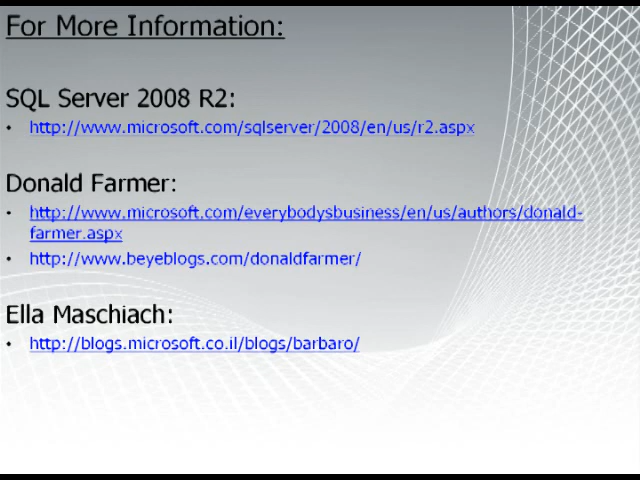 For More Information:
SQL Server 2008 R2:
• http://www.microsoft.com/sqlserver/2008/en/us/r2.aspx
Donald Farmer:
• http://www.microsoft.com/everybodysbusiness/en/us/authors/donald-
farmer.aspx
• http://www.beyeblogs.com/donaldfarmer/
Ella Maschiach:
• http://blogs.microsoft.co.il/blogs/barbaro/